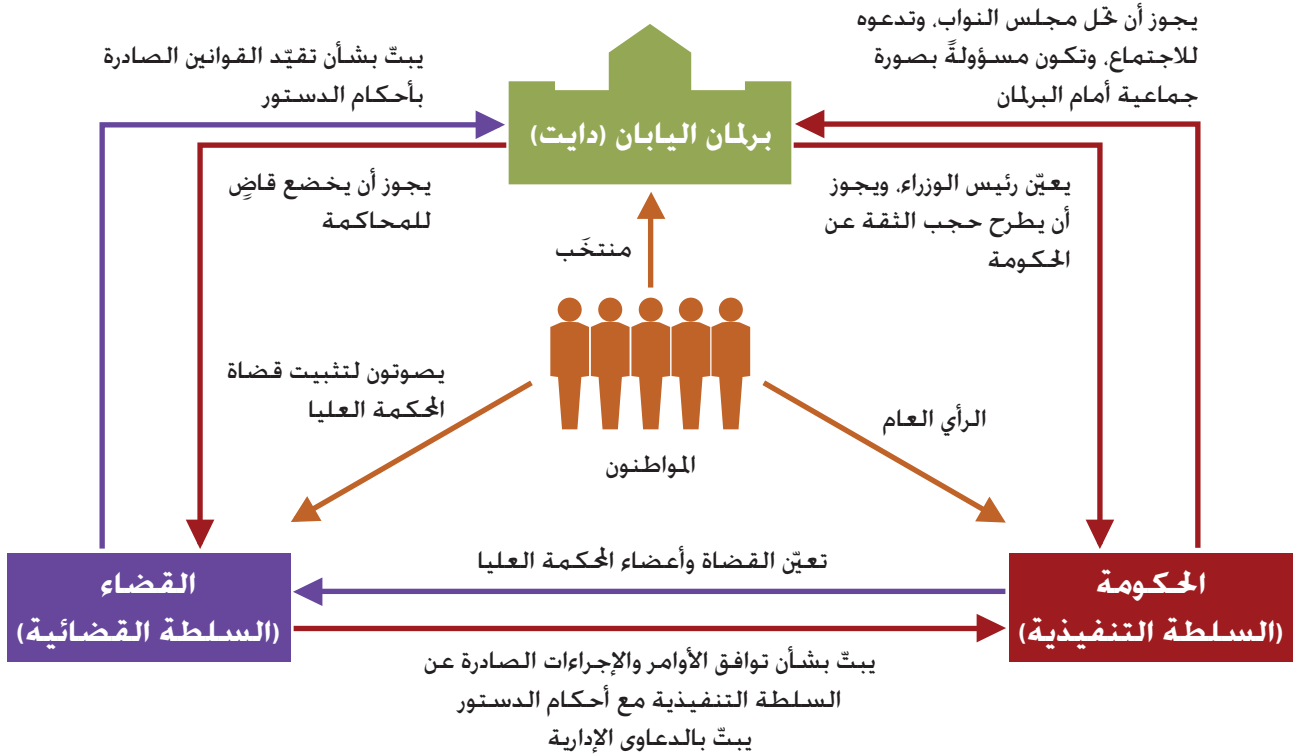 يجوز أن تحل مجلس النواب، وتدعوه
للاجتماع، وتكون مسؤولةً بصورة
جماعية أمام البرلمان
يبتّ بشأن تقيّد القوانين الصادرة
بأحكام الدستور
برلمان اليابان (دايت)
يعيّن رئيس الوزراء، ويجوز
أن يطرح حجب الثقة عن
الحكومة
يجوز أن يخضع قاضٍ
للمحاكمة
منتخَب
يصوتون لتثبيت قضاة
المحكمة العليا
الرأي العام
المواطنون
تعيّن القضاة وأعضاء المحكمة العليا
الحكومة
(السلطة التنفيذية)
القضاء
(السلطة القضائية)
يبتّ بشأن توافق الأوامر والإجراءات الصادرة عن
السلطة التنفيذية مع أحكام الدستور
يبتّ بالدعاوى الإدارية